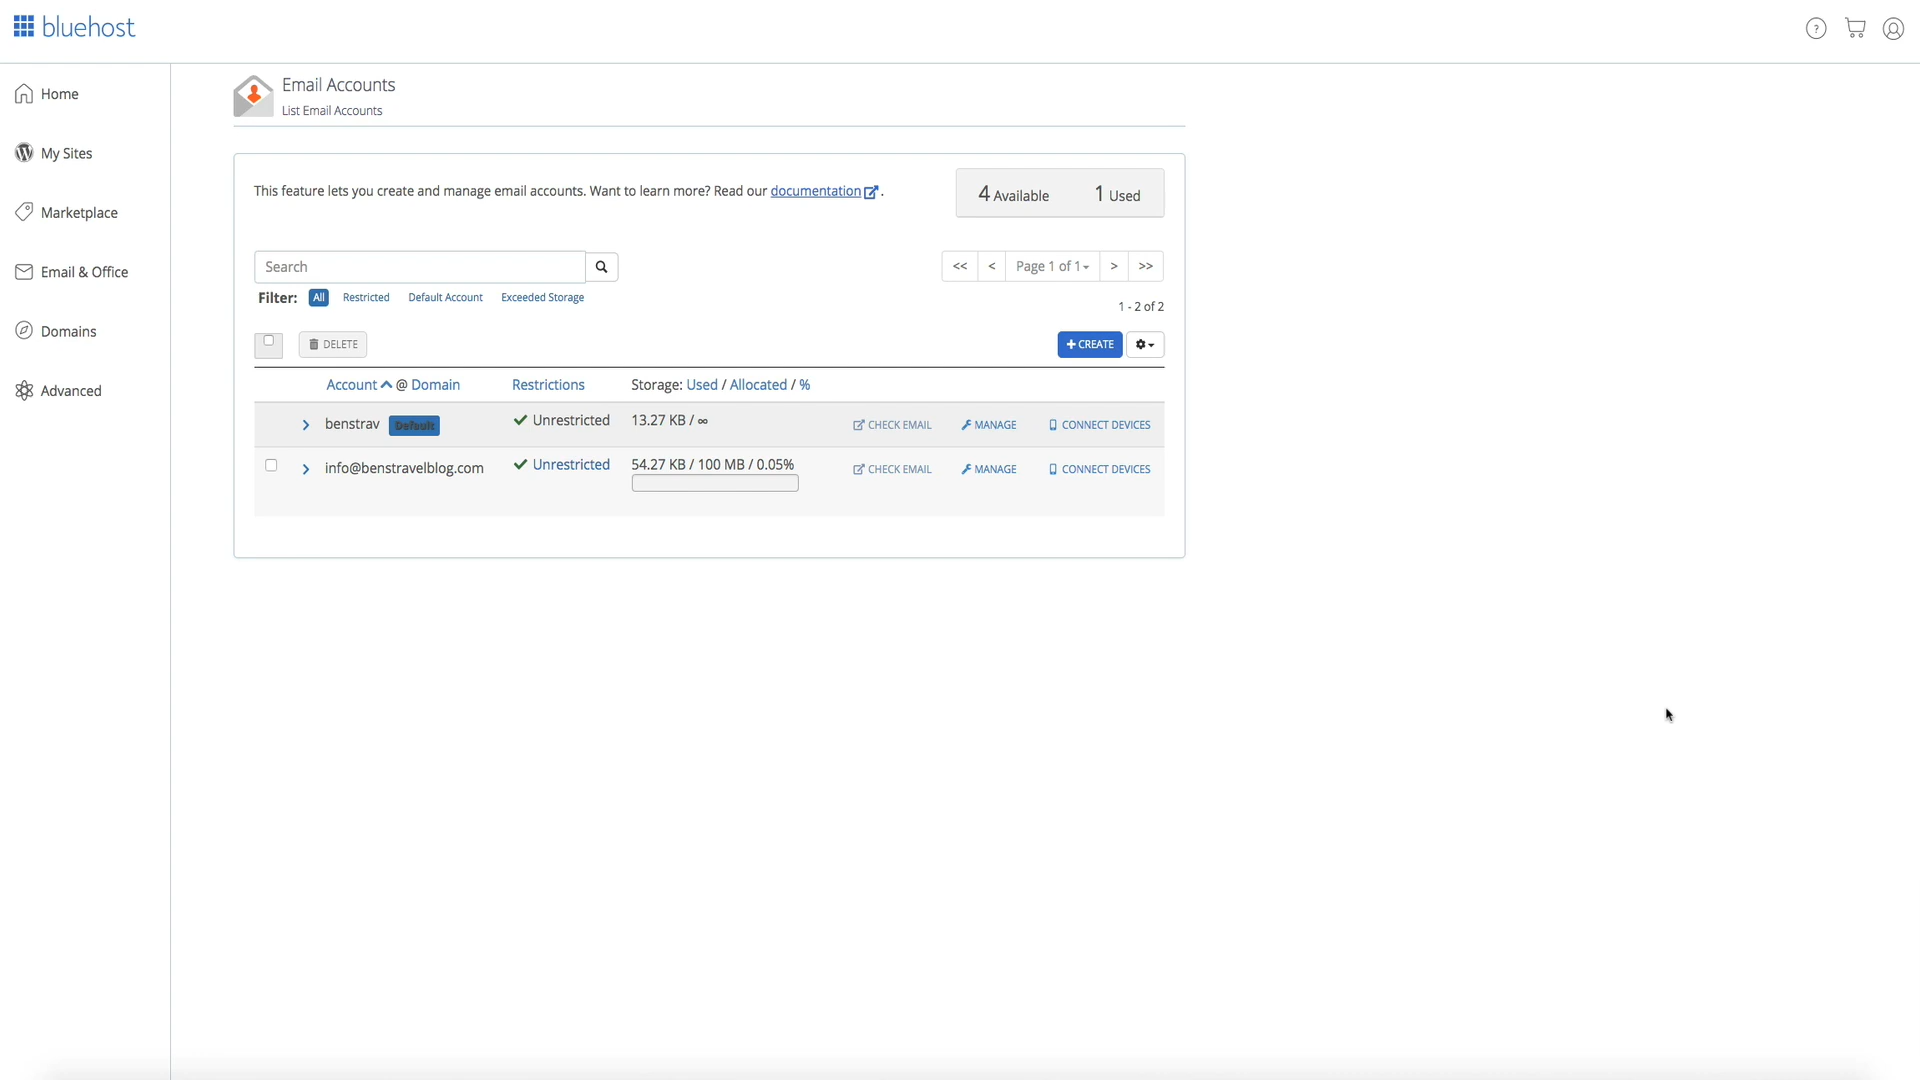 bluehost
Home
My Sites
Marketplace
Email & Office
Domains
Advanced
Email Accounts
List Email Accounts
This feature lets you create and manage email accounts. Want to learn more? Read our documentation .
4 Available 1 Used
Search
<< < Page 1 of 1 > >>
Filter: All Restricted Default Account Exceeded Storage
1 - 2 of 2
DELETE
+ CREATE
Account @ Domain Restrictions Storage: Used / Allocated / %
benstrav Default Unrestricted 13.27 KB / ∞ CHECK EMAIL MANAGE CONNECT DEVICES
info@benstravelblog.com Unrestricted 54.27 KB / 100 MB / 0.05% CHECK EMAIL MANAGE CONNECT DEVICES